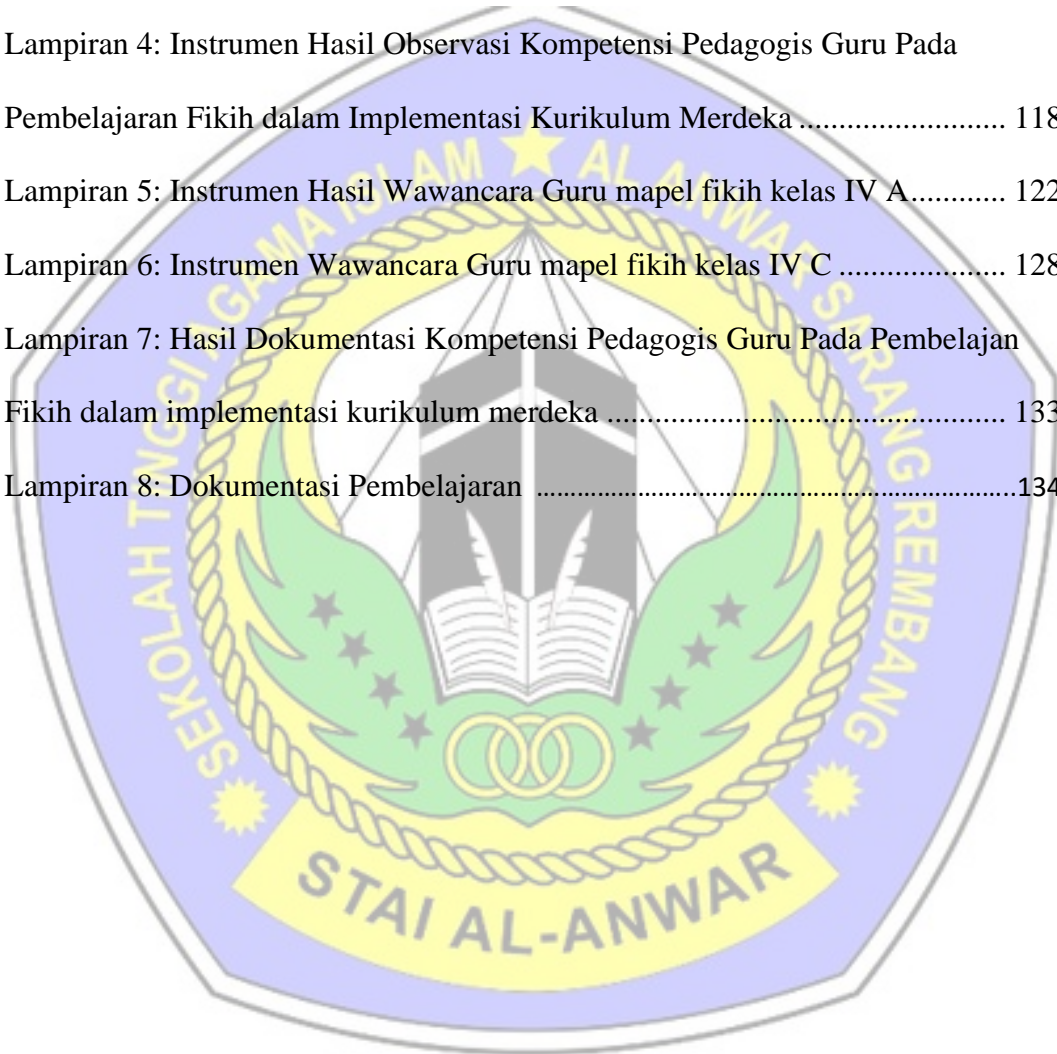 Lampiran 4: Instrumen Hasil Observasi Kompetensi Pedagogis Guru Pada
Pembelajaran Fikih dalam Implementasi Kurikulum Merdeka .......................... 118
Lampiran 5: Instrumen Hasil Wawancara Guru mapel fikih kelas IV A............ 122
Lampiran 6: Instrumen Wawancara Guru mapel fikih kelas IV C .................... 128
Lampiran 7: Hasil Dokumentasi Kompetensi Pedagogis Guru Pada Pembelajan
Fikih dalam implementasi kurikulum merdeka ............................................. 133
Lampiran 8: Dokumentasi Pembelajaran ………………………………………………………………..134
SEKOLAH TINGGI AGAMA ISLAM AL ANWAR SARANG REMBANG
STAI AL-ANWAR